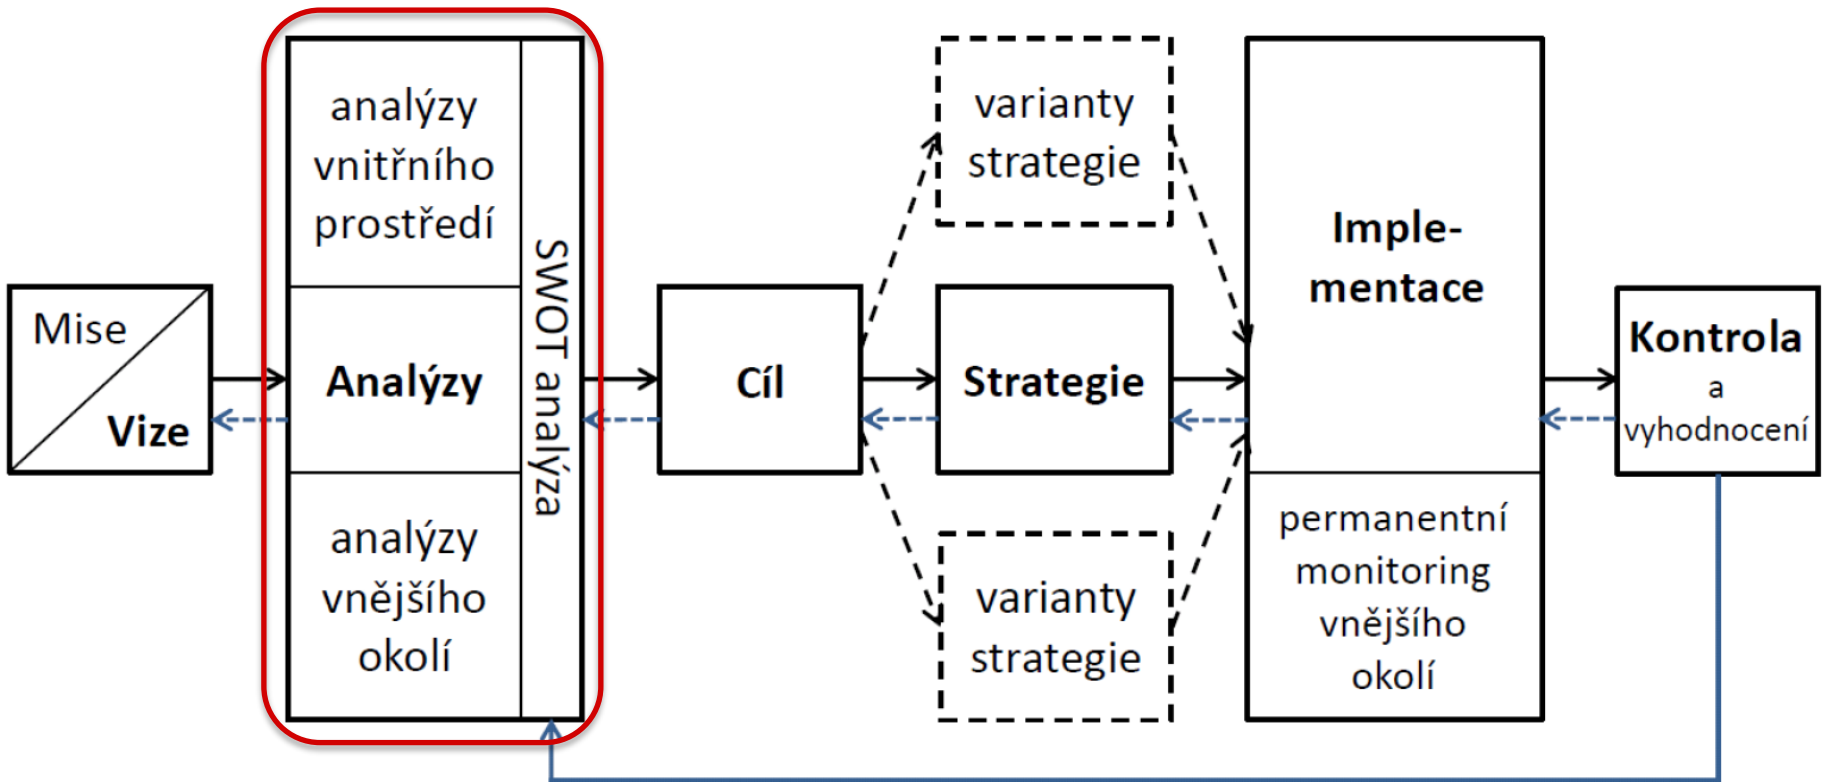 Mise
Vize
analýzy
vnitřního
prostředí
Analýzy
analýzy
vnějšího
okolí
SWOT analýza
Cíl
varianty
strategie
Strategie
varianty
strategie
Imple-
mentace
permanentní
monitoring
vnějšího
okolí
Kontrola
a
vyhodnocení